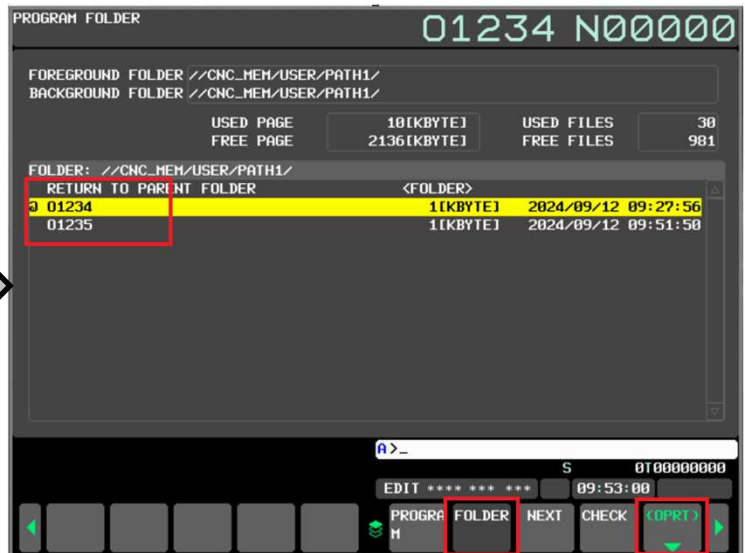 PROGRAM FOLDER
O1234 N00000
FOREGROUND FOLDER //CNC_MEM/USER/PATH1/
BACKGROUND FOLDER //CNC_MEM/USER/PATH1/
USED PAGE 10[KBYTE] USED FILES 30
FREE PAGE 2136[KBYTE] FREE FILES 981
FOLDER: //CNC_MEM/USER/PATH1/
RETURN TO PARENT FOLDER <FOLDER>
@ O1234 1[KBYTE] 2024/09/12 09:27:56
O1235 1[KBYTE] 2024/09/12 09:51:50
A>_
S 0T00000000
EDIT **** *** *** 09:53:00
PROGRA FOLDER NEXT CHECK (OPRT)
M